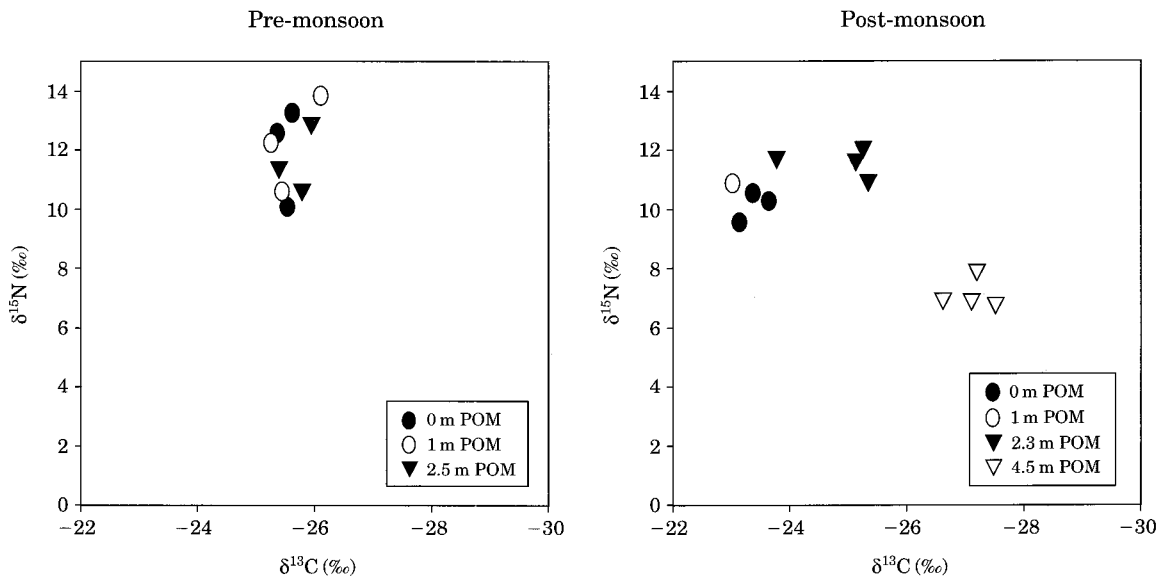 Pre-monsoon
14
12
10
8
6
4
2
0
δ¹⁵N (‰)
−22
−24
−26
−28
−30
δ¹³C (‰)
0 m POM
1 m POM
2.5 m POM
Post-monsoon
14
12
10
8
6
4
2
0
δ¹⁵N (‰)
−22
−24
−26
−28
−30
δ¹³C (‰)
0 m POM
1 m POM
2.3 m POM
4.5 m POM